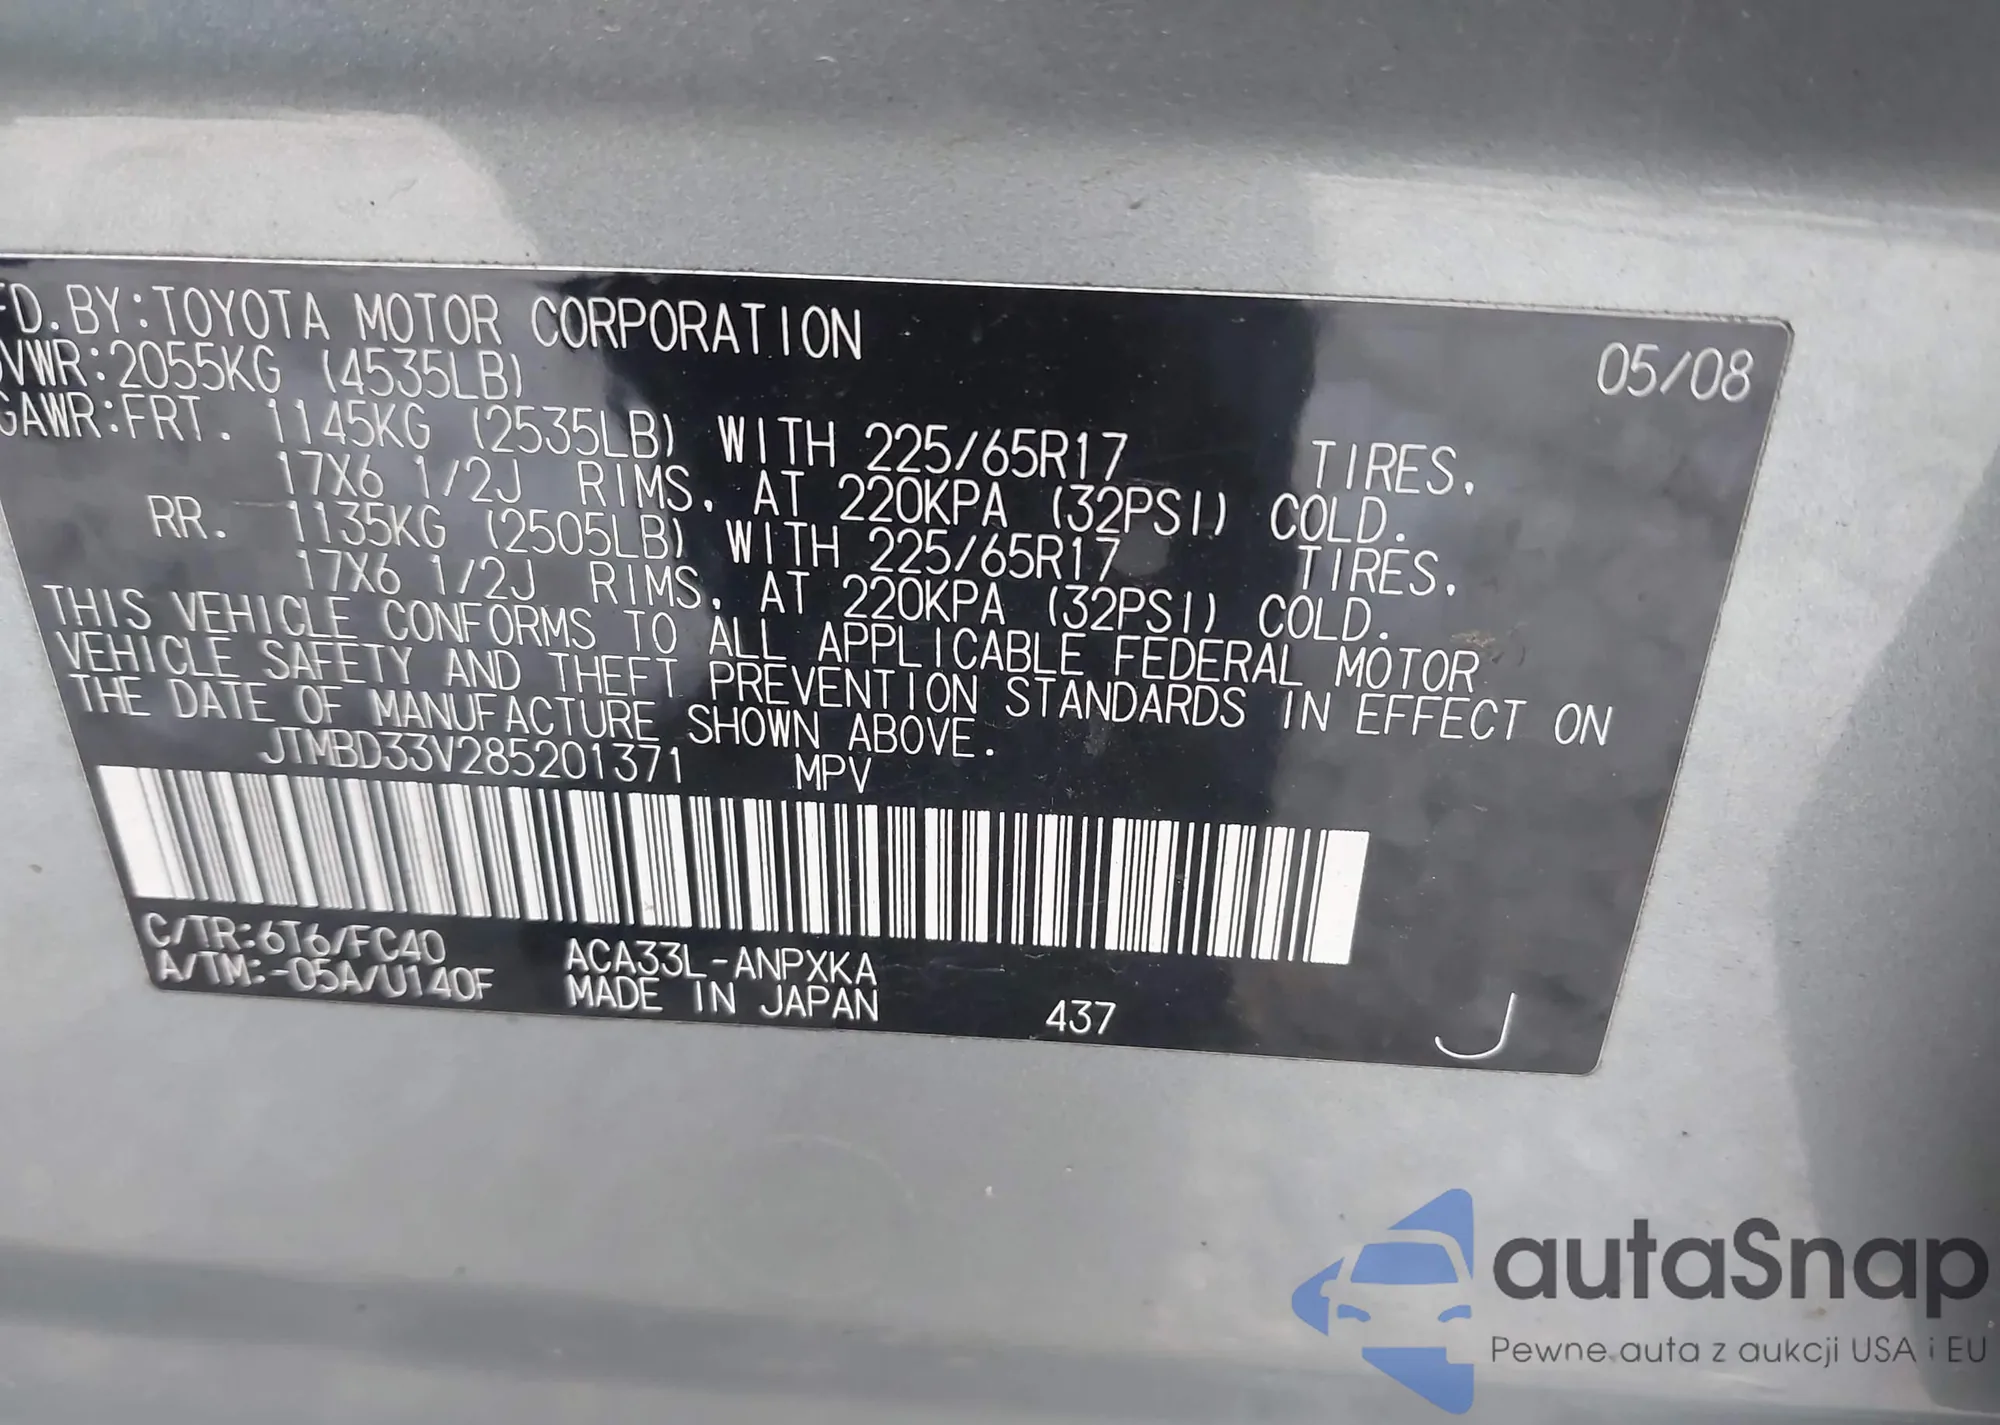 FD. BY:TOYOTA MOTOR CORPORATION 05/08
GVWR:2055KG (4535LB)
GAWR:FRT. 1145KG (2535LB) WITH 225/65R17 TIRES,
17X6 1/2J RIMS, AT 220KPA (32PSI) COLD.
RR. 1135KG (2505LB) WITH 225/65R17 TIRES,
17X6 1/2J RIMS, AT 220KPA (32PSI) COLD.
THIS VEHICLE CONFORMS TO ALL APPLICABLE FEDERAL MOTOR
VEHICLE SAFETY AND THEFT PREVENTION STANDARDS IN EFFECT ON
THE DATE OF MANUFACTURE SHOWN ABOVE.
JTMBD33V285201371 MPV
C/TR:6T6/FC40 ACA33L-ANPXKA
A/TM:-05A/U140F MADE IN JAPAN 437 J
autaSnap
Pewne auta z aukcji USA i EU